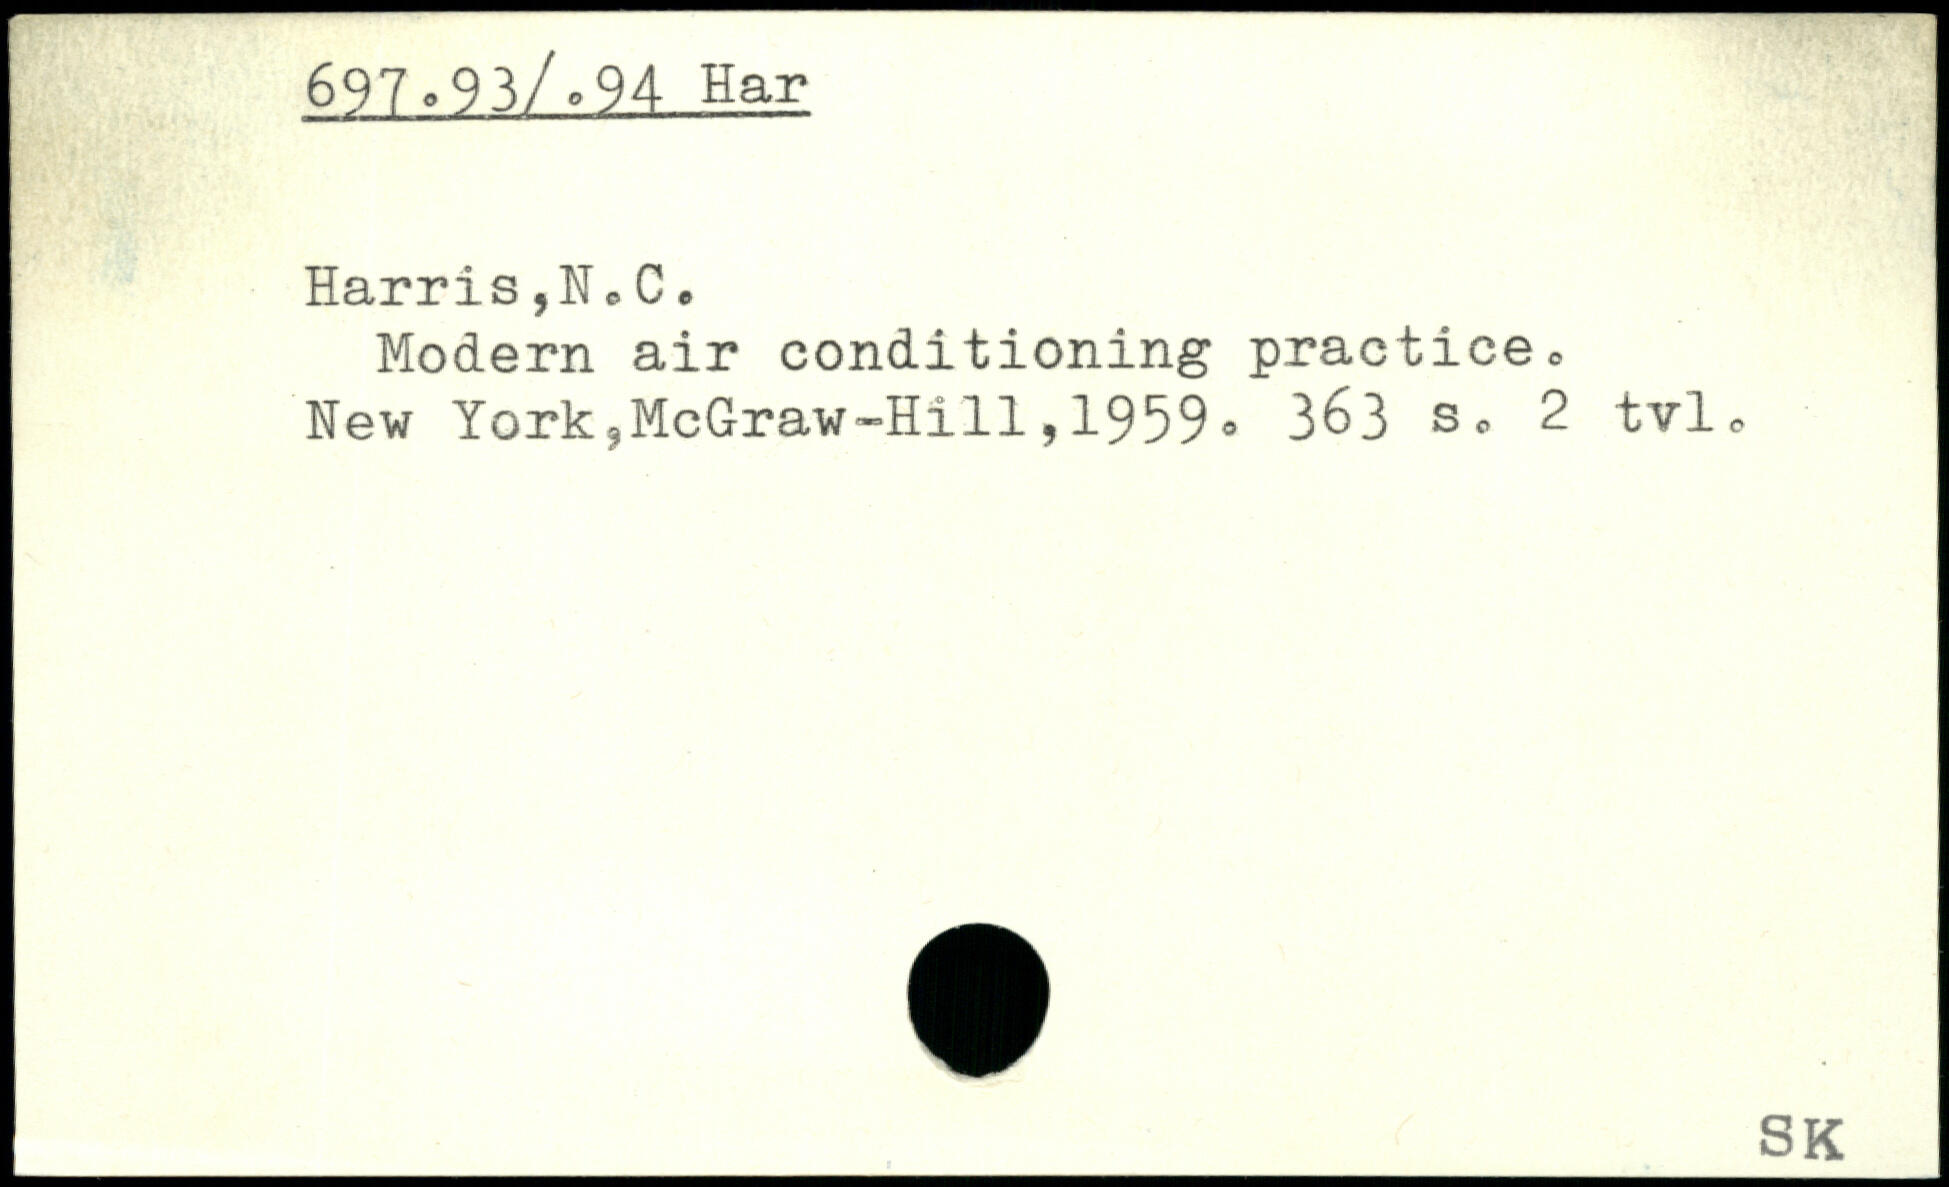 697.93/.94 Har
Harris,N.C.
Modern air conditioning practice.
New York,McGraw-Hill,1959. 363 s. 2 tvl.
SK